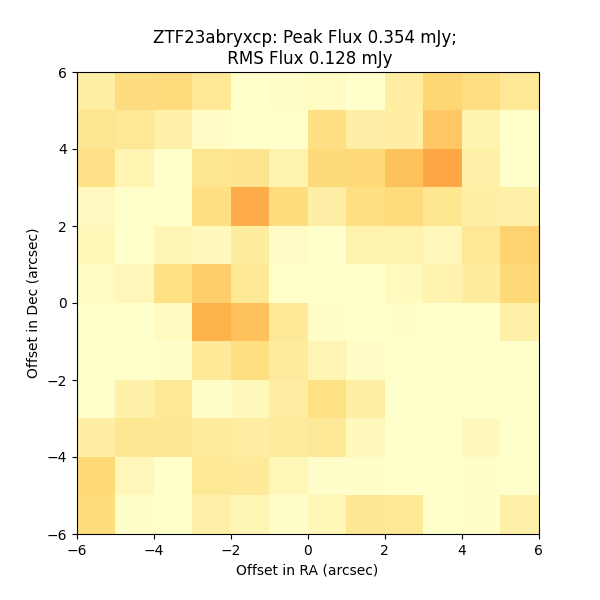 ZTF23abryxcp: Peak Flux 0.354 mJy;
RMS Flux 0.128 mJy
6
4
2
0
−2
−4
−6
Offset in Dec (arcsec)
−6 −4 −2 0 2 4 6
Offset in RA (arcsec)